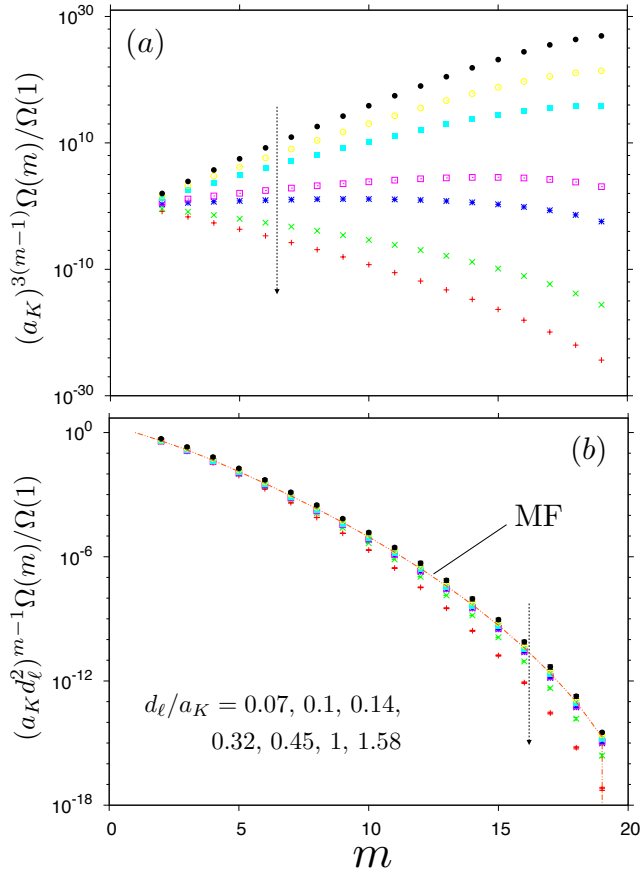 (a)
10^30
10^10
10^-10
10^-30
(a_K)^{3(m-1)}Ω(m)/Ω(1)
(b)
10^0
10^-6
10^-12
10^-18
(a_K d_ℓ^2)^{m-1}Ω(m)/Ω(1)
MF
d_ℓ/a_K = 0.07, 0.1, 0.14,
0.32, 0.45, 1, 1.58
0 5 10 15 20
m